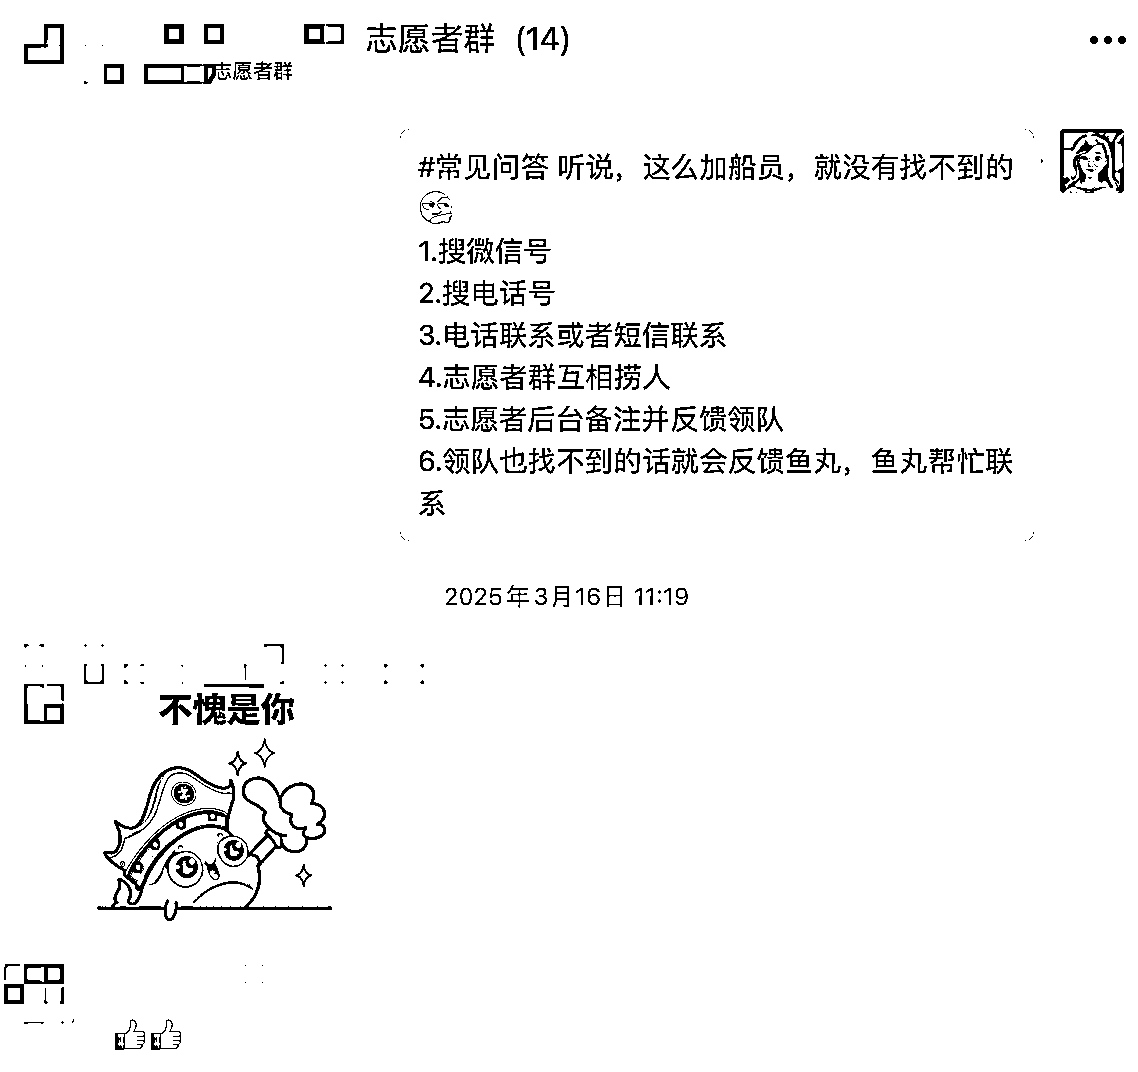 志愿者群 (14)
志愿者群
#常见问答 听说，这么加船员，就没有找不到的
1.搜微信号
2.搜电话号
3.电话联系或者短信联系
4.志愿者群互相捞人
5.志愿者后台备注并反馈领队
6.领队也找不到的话就会反馈鱼丸，鱼丸帮忙联
系
2025年3月16日 11:19
不愧是你